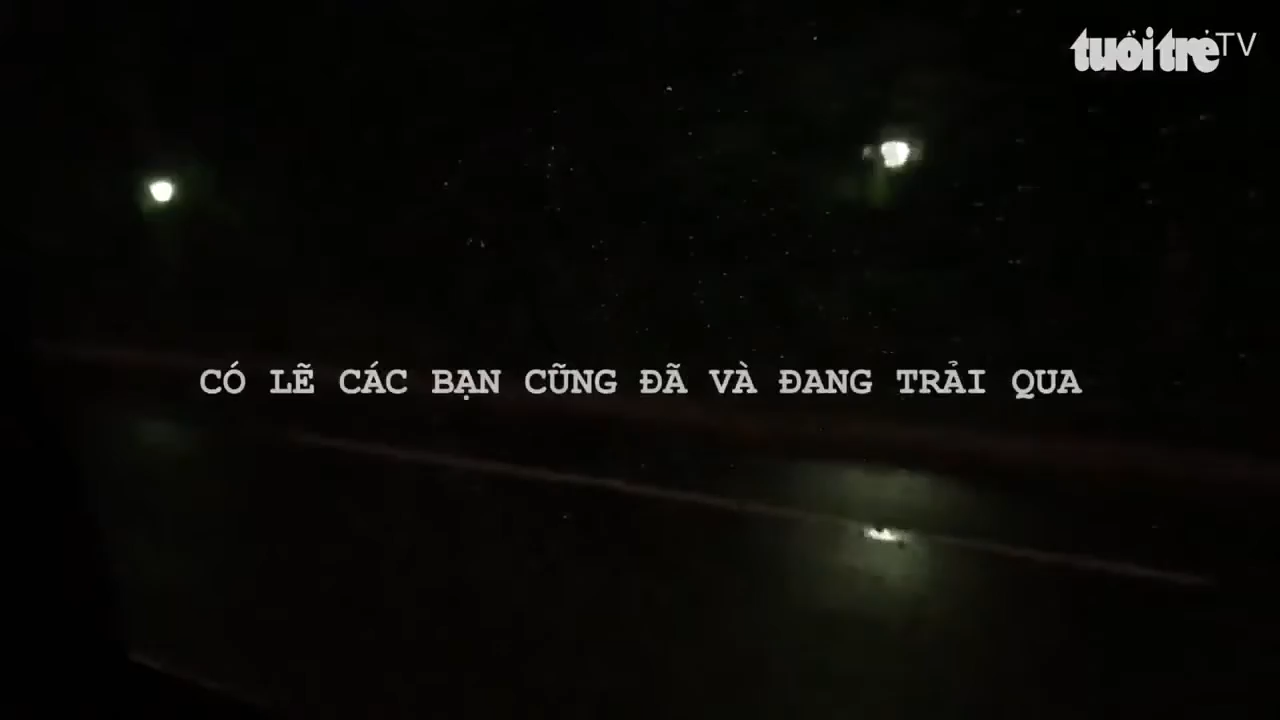 tuổi trẻ TV
CÓ LẼ CÁC BẠN CŨNG ĐÃ VÀ ĐANG TRẢI QUA